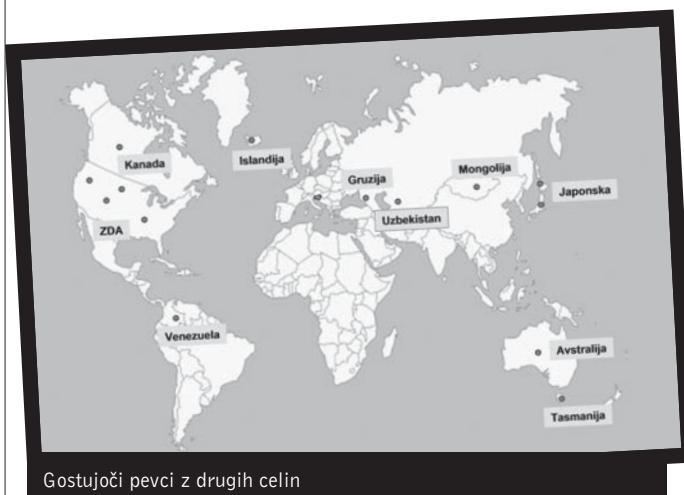 Kanada
Islandija
Gruzija
Mongolija
Japonska
Uzbekistan
ZDA
Venezuela
Avstralija
Tasmanija
Gostujoči pevci z drugih celin